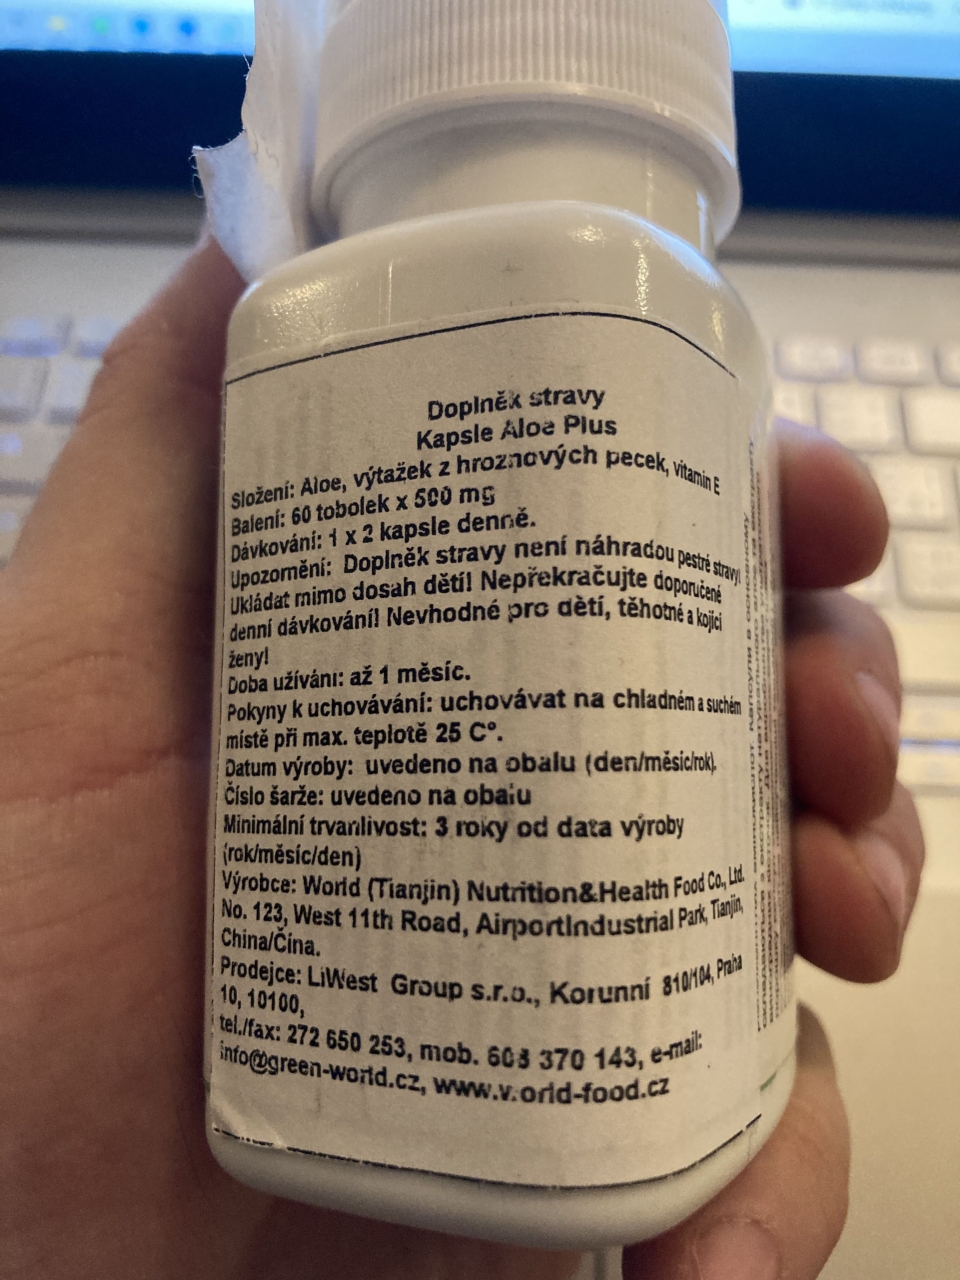 Doplněk stravy
Kapsle Aloe Plus
Složení: Aloe, výtažek z hroznových pecek, vitamin E
Balení: 60 tobolek x 500 mg
Dávkování: 1 x 2 kapsle denně.
Upozornění: Doplněk stravy není náhradou pestré stravy!
Ukládat mimo dosah dětí! Nepřekračujte doporučené
denní dávkování! Nevhodné pro děti, těhotné a kojící
ženy!
Doba užívání: až 1 měsíc.
Pokyny k uchovávání: uchovávat na chladném a suchém
místě při max. teplotě 25 C°.
Datum výroby: uvedeno na obalu (den/měsíc/rok).
Číslo šarže: uvedeno na obalu
Minimální trvanlivost: 3 roky od data výroby
(rok/měsíc/den)
Výrobce: World (Tianjin) Nutrition&Health Food Co., Ltd.
No. 123, West 11th Road, AirportIndustrial Park, Tianjin,
China/Čína.
Prodejce: LiWest Group s.r.o., Korunní 810/104, Praha
10, 10100,
tel./fax: 272 650 253, mob. 370 143, e-mail:
info@green-world.cz, www.world-food.cz